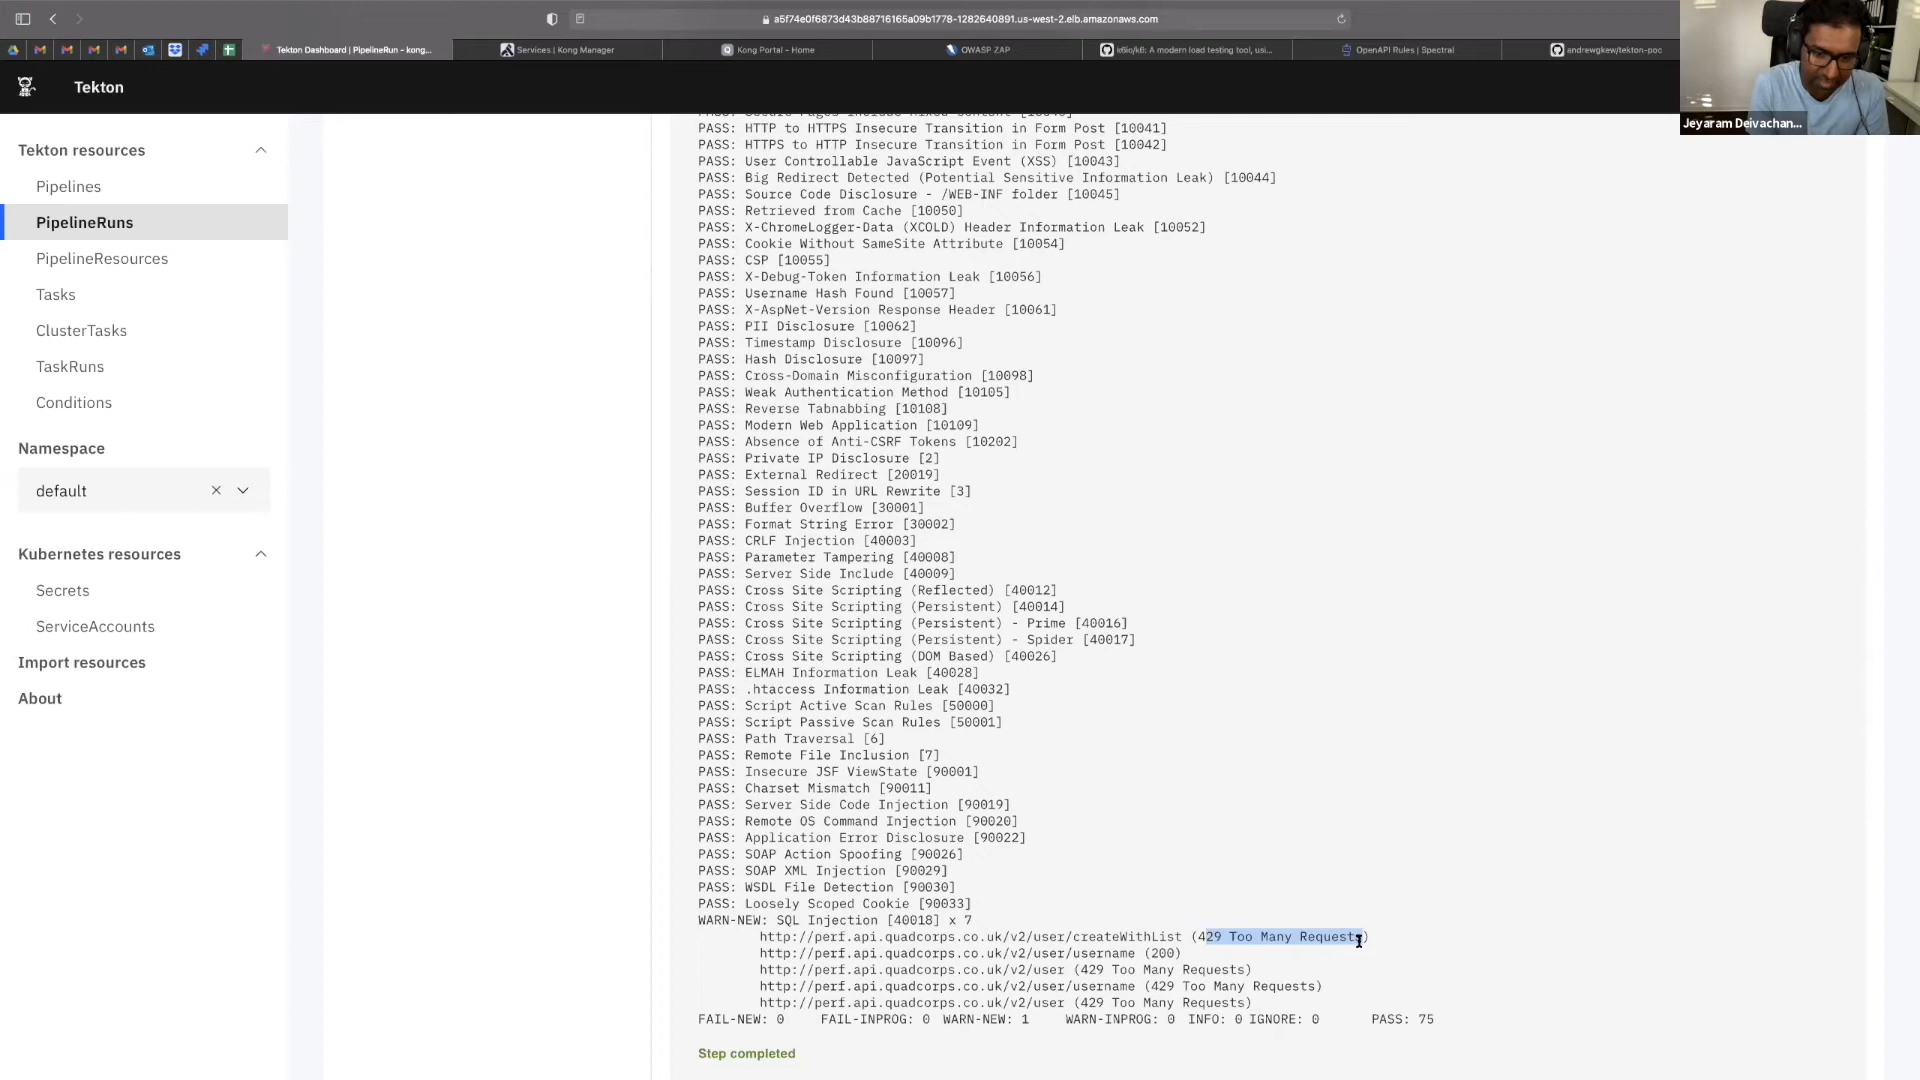 a5f74e0f6873d43b88716165a09b1778-1282640891.us-west-2.elb.amazonaws.com
Tekton Dashboard | PipelineRun - kong...
Services | Kong Manager
Kong Portal - Home
OWASP ZAP
k6io/k6: A modern load testing tool, usi...
OpenAPI Rules | Spectral
andrewgkew/tekton-poc
Tekton
Jeyaram Deivachan...
Tekton resources
Pipelines
PipelineRuns
PipelineResources
Tasks
ClusterTasks
TaskRuns
Conditions
Namespace
default
Kubernetes resources
Secrets
ServiceAccounts
Import resources
About
PASS: HTTP to HTTPS Insecure Transition in Form Post [10041]
PASS: HTTPS to HTTP Insecure Transition in Form Post [10042]
PASS: User Controllable JavaScript Event (XSS) [10043]
PASS: Big Redirect Detected (Potential Sensitive Information Leak) [10044]
PASS: Source Code Disclosure - /WEB-INF folder [10045]
PASS: Retrieved from Cache [10050]
PASS: X-ChromeLogger-Data (XCOLD) Header Information Leak [10052]
PASS: Cookie Without SameSite Attribute [10054]
PASS: CSP [10055]
PASS: X-Debug-Token Information Leak [10056]
PASS: Username Hash Found [10057]
PASS: X-AspNet-Version Response Header [10061]
PASS: PII Disclosure [10062]
PASS: Timestamp Disclosure [10096]
PASS: Hash Disclosure [10097]
PASS: Cross-Domain Misconfiguration [10098]
PASS: Weak Authentication Method [10105]
PASS: Reverse Tabnabbing [10108]
PASS: Modern Web Application [10109]
PASS: Absence of Anti-CSRF Tokens [10202]
PASS: Private IP Disclosure [2]
PASS: External Redirect [20019]
PASS: Session ID in URL Rewrite [3]
PASS: Buffer Overflow [30001]
PASS: Format String Error [30002]
PASS: CRLF Injection [40003]
PASS: Parameter Tampering [40008]
PASS: Server Side Include [40009]
PASS: Cross Site Scripting (Reflected) [40012]
PASS: Cross Site Scripting (Persistent) [40014]
PASS: Cross Site Scripting (Persistent) - Prime [40016]
PASS: Cross Site Scripting (Persistent) - Spider [40017]
PASS: Cross Site Scripting (DOM Based) [40026]
PASS: ELMAH Information Leak [40028]
PASS: .htaccess Information Leak [40032]
PASS: Script Active Scan Rules [50000]
PASS: Script Passive Scan Rules [50001]
PASS: Path Traversal [6]
PASS: Remote File Inclusion [7]
PASS: Insecure JSF ViewState [90001]
PASS: Charset Mismatch [90011]
PASS: Server Side Code Injection [90019]
PASS: Remote OS Command Injection [90020]
PASS: Application Error Disclosure [90022]
PASS: SOAP Action Spoofing [90026]
PASS: SOAP XML Injection [90029]
PASS: WSDL File Detection [90030]
PASS: Loosely Scoped Cookie [90033]
WARN-NEW: SQL Injection [40018] x 7
http://perf.api.quadcorps.co.uk/v2/user/createWithList (429 Too Many Requests)
http://perf.api.quadcorps.co.uk/v2/user/username (200)
http://perf.api.quadcorps.co.uk/v2/user (429 Too Many Requests)
http://perf.api.quadcorps.co.uk/v2/user/username (429 Too Many Requests)
http://perf.api.quadcorps.co.uk/v2/user (429 Too Many Requests)
FAIL-NEW: 0 FAIL-INPROG: 0 WARN-NEW: 1 WARN-INPROG: 0 INFO: 0 IGNORE: 0 PASS: 75
Step completed